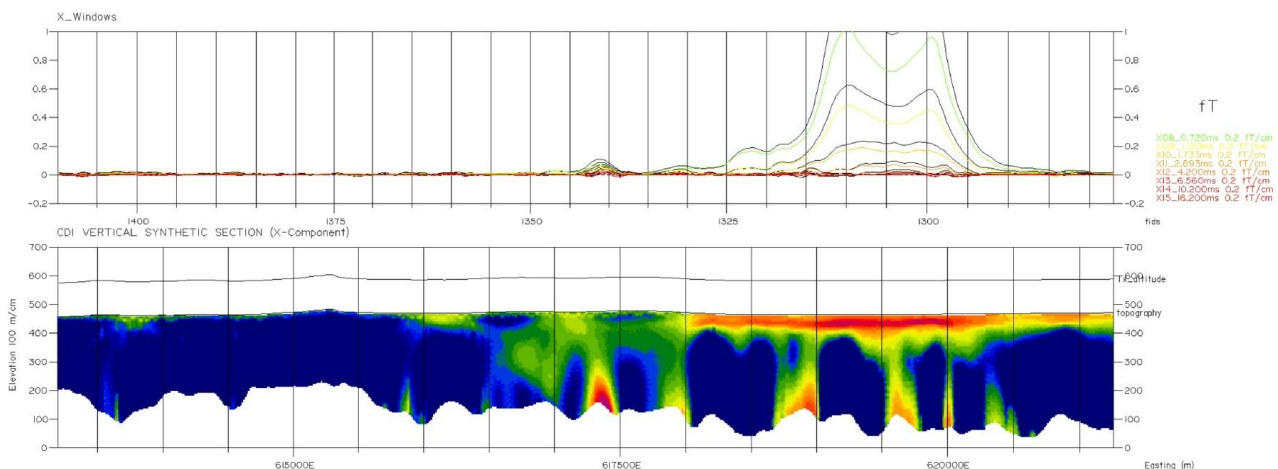 X_Windows
1
0.8
0.6
0.4
0.2
0
-0.2
1
0.8
0.6
0.4
0.2
0
-0.2
1400 1375 1350 1325 1300 fids
fT
X08_0.720ms 0.2 fT/cm
X10_1.733ms 0.2 fT/cm
X11_2.693ms 0.2 fT/cm
X12_4.200ms 0.2 fT/cm
X13_6.560ms 0.2 fT/cm
X14_10.200ms 0.2 fT/cm
X15_16.200ms 0.2 fT/cm
CDI VERTICAL SYNTHETIC SECTION (X-Component)
Elevation 100 m/cm
700
600
500
400
300
200
100
0
700
600
500
400
300
200
100
0
Tx_altitude
topography
615000E 617500E 620000E Easting (m)